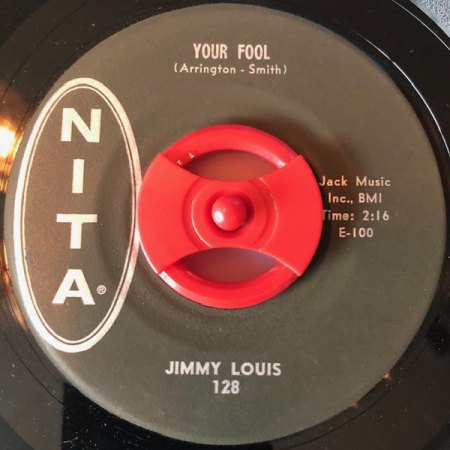 YOUR FOOL
(Arrington - Smith)
NITA®
Jack Music
Inc., BMI
Time: 2:16
E-100
JIMMY LOUIS
128